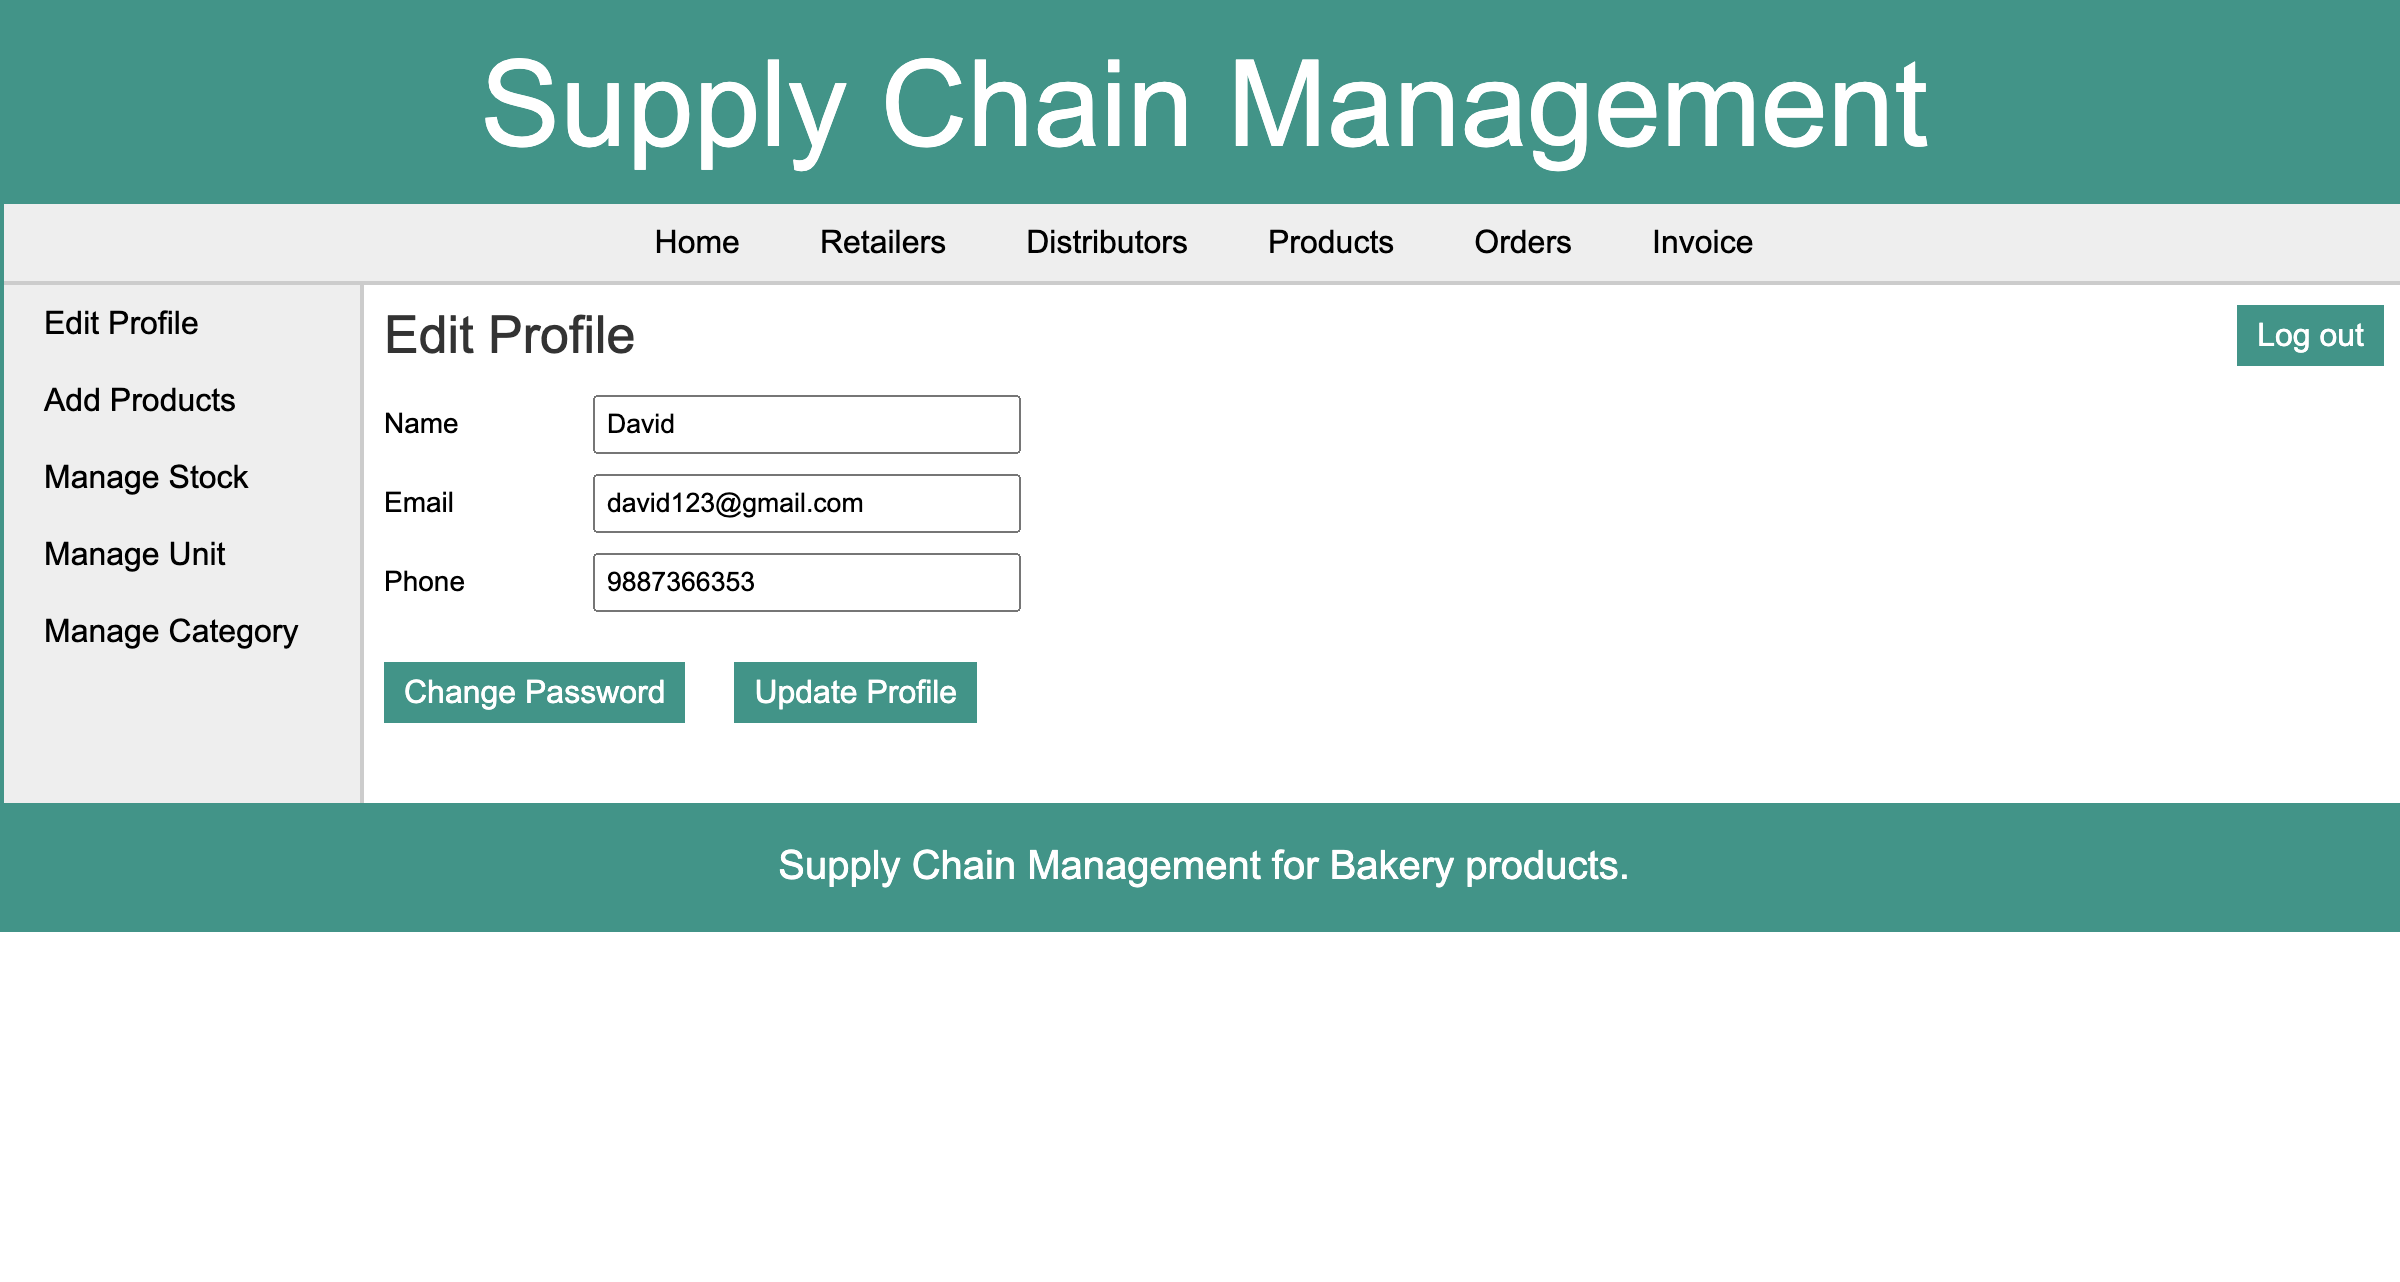 Supply Chain Management
Home Retailers Distributors Products Orders Invoice
Edit Profile
Add Products
Manage Stock
Manage Unit
Manage Category
Edit Profile
Log out
Name David
Email david123@gmail.com
Phone 9887366353
Change Password Update Profile
Supply Chain Management for Bakery products.